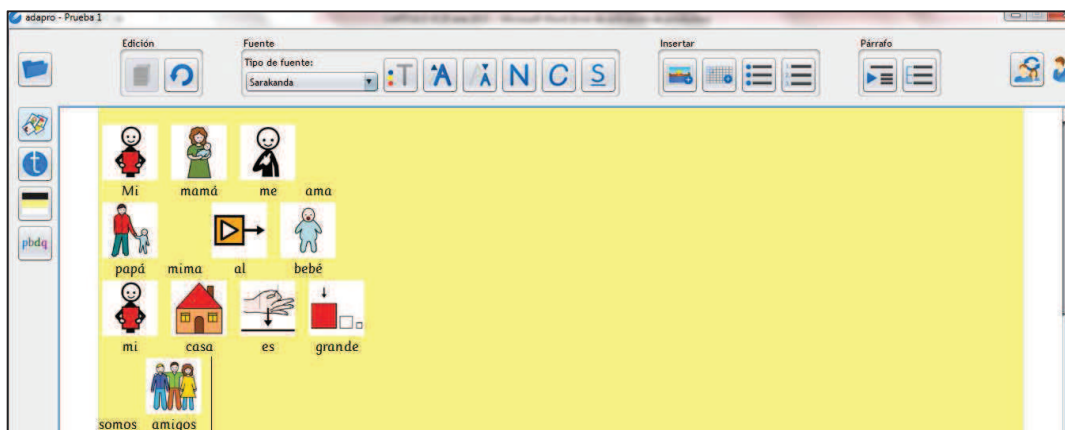 adapro - Prueba 1
Edición
Fuente
Insertar
Párrafo
Tipo de fuente:
Sarakanda
T A A N C S
t
pbdq
Mi mamá me ama
papá mima al bebé
mi casa es grande
somos amigos